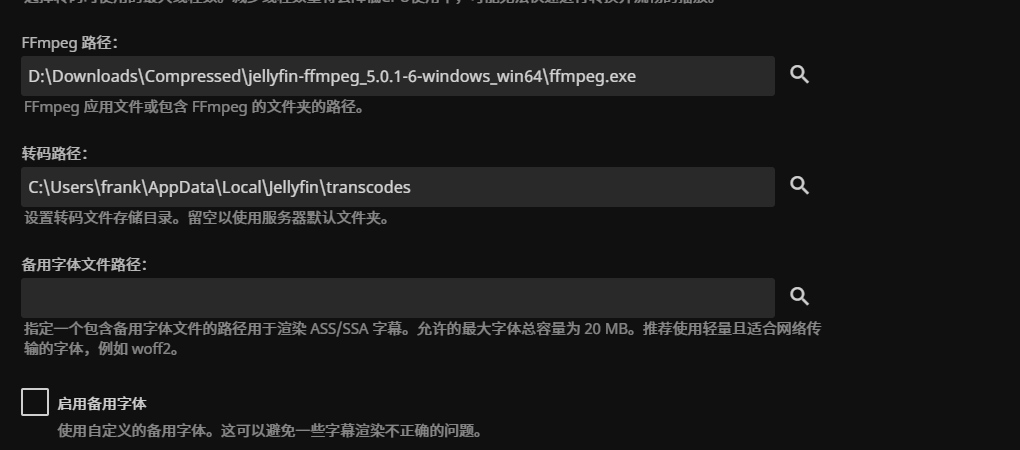 FFmpeg 路径：
D:\Downloads\Compressed\jellyfin-ffmpeg_5.0.1-6-windows_win64\ffmpeg.exe
FFmpeg 应用文件或包含 FFmpeg 的文件夹的路径。
转码路径：
C:\Users\frank\AppData\Local\Jellyfin\transcodes
设置转码文件存储目录。留空以使用服务器默认文件夹。
备用字体文件路径：
指定一个包含备用字体文件的路径用于渲染 ASS/SSA 字幕。允许的最大字体总容量为 20 MB。推荐使用轻量且适合网络传
输的字体，例如 woff2。
启用备用字体
使用自定义的备用字体。这可以避免一些字幕渲染不正确的问题。